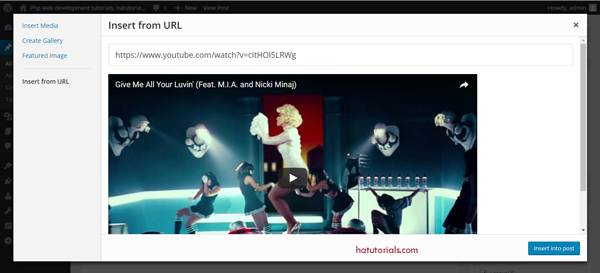 Php web development tutorials, hatutoria...
1
New
View Post
Howdy, admin
Insert Media
Create Gallery
Featured Image
Insert from URL
Insert from URL
https://www.youtube.com/watch?v=cItHOl5LRWg
Give Me All Your Luvin' (Feat. M.I.A. and Nicki Minaj)
hatutorials.com
Insert into post